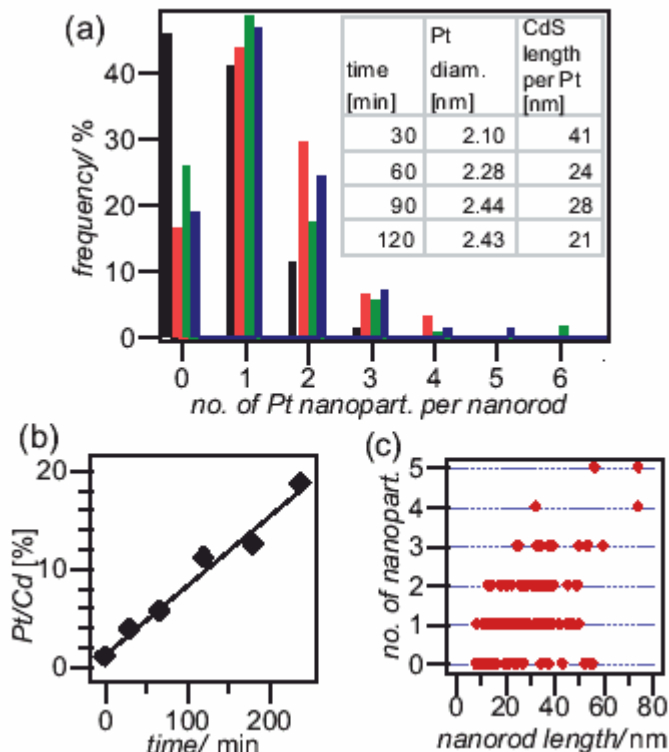 (a)
frequency/ %
40
30
20
10
0
0 1 2 3 4 5 6
no. of Pt nanopart. per nanorod
time [min] Pt diam. [nm] CdS length per Pt [nm]
30 2.10 41
60 2.28 24
90 2.44 28
120 2.43 21
(b)
Pt/Cd [%]
20
10
0
0 100 200
time/ min
(c)
no. of nanopart.
5
4
3
2
1
0
0 20 40 60 80
nanorod length/ nm